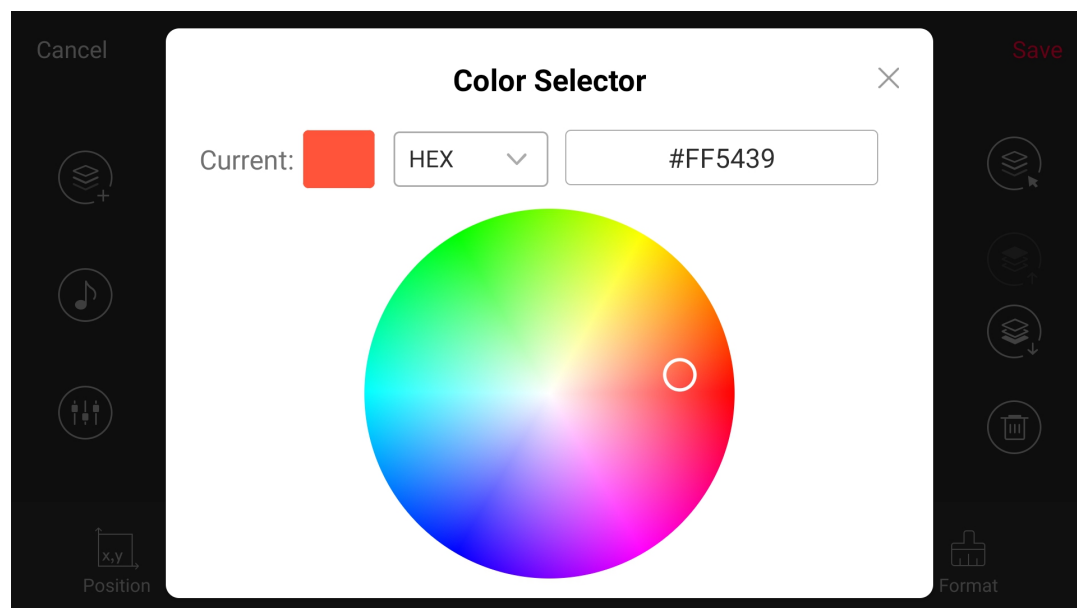 Cancel
Save
Color Selector
Current:
HEX
#FF5439
x,y
Position
Format